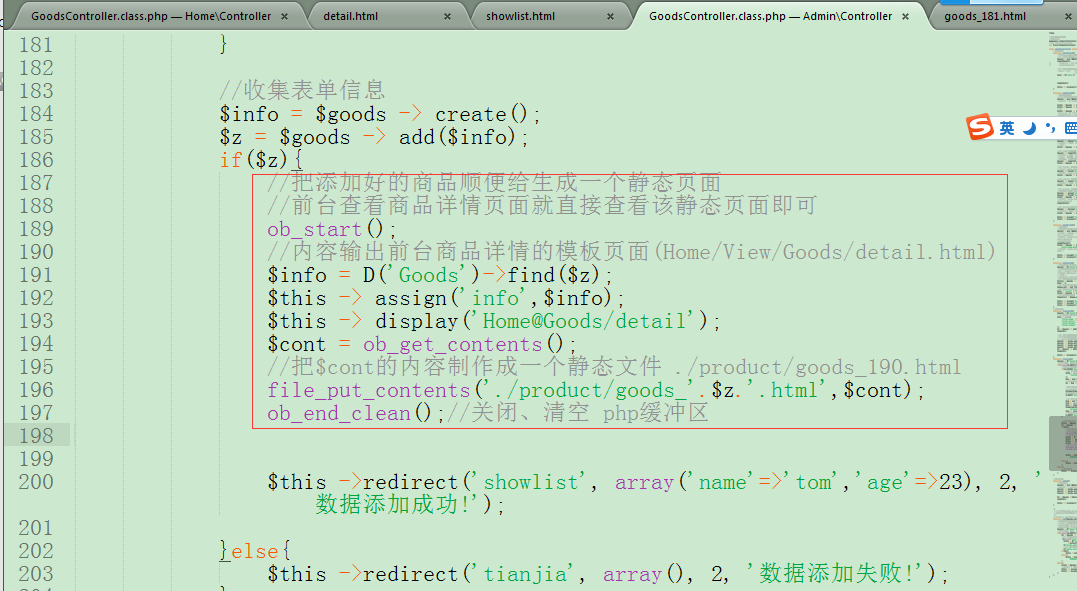 GoodsController.class.php — Home\Controller × detail.html × showlist.html × GoodsController.class.php — Admin\Controller × goods_181.html ×
181 }
182
183 //收集表单信息
184 $info = $goods -> create();
185 $z = $goods -> add($info);
186 if($z){
187 //把添加好的商品顺便给生成一个静态页面
188 //前台查看商品详情页面就直接查看该静态页面即可
189 ob_start();
190 //内容输出前台商品详情的模板页面(Home/View/Goods/detail.html)
191 $info = D('Goods')->find($z);
192 $this -> assign('info',$info);
193 $this -> display('Home@Goods/detail');
194 $cont = ob_get_contents();
195 //把$cont的内容制作成一个静态文件 ./product/goods_190.html
196 file_put_contents('./product/goods_'.$z.'.html',$cont);
197 ob_end_clean();//关闭、清空 php缓冲区
198
199
200 $this ->redirect('showlist', array('name'=>'tom','age'=>23), 2, '
数据添加成功!');
201
202 }else{
203 $this ->redirect('tianjia', array(), 2, '数据添加失败!');
S 英